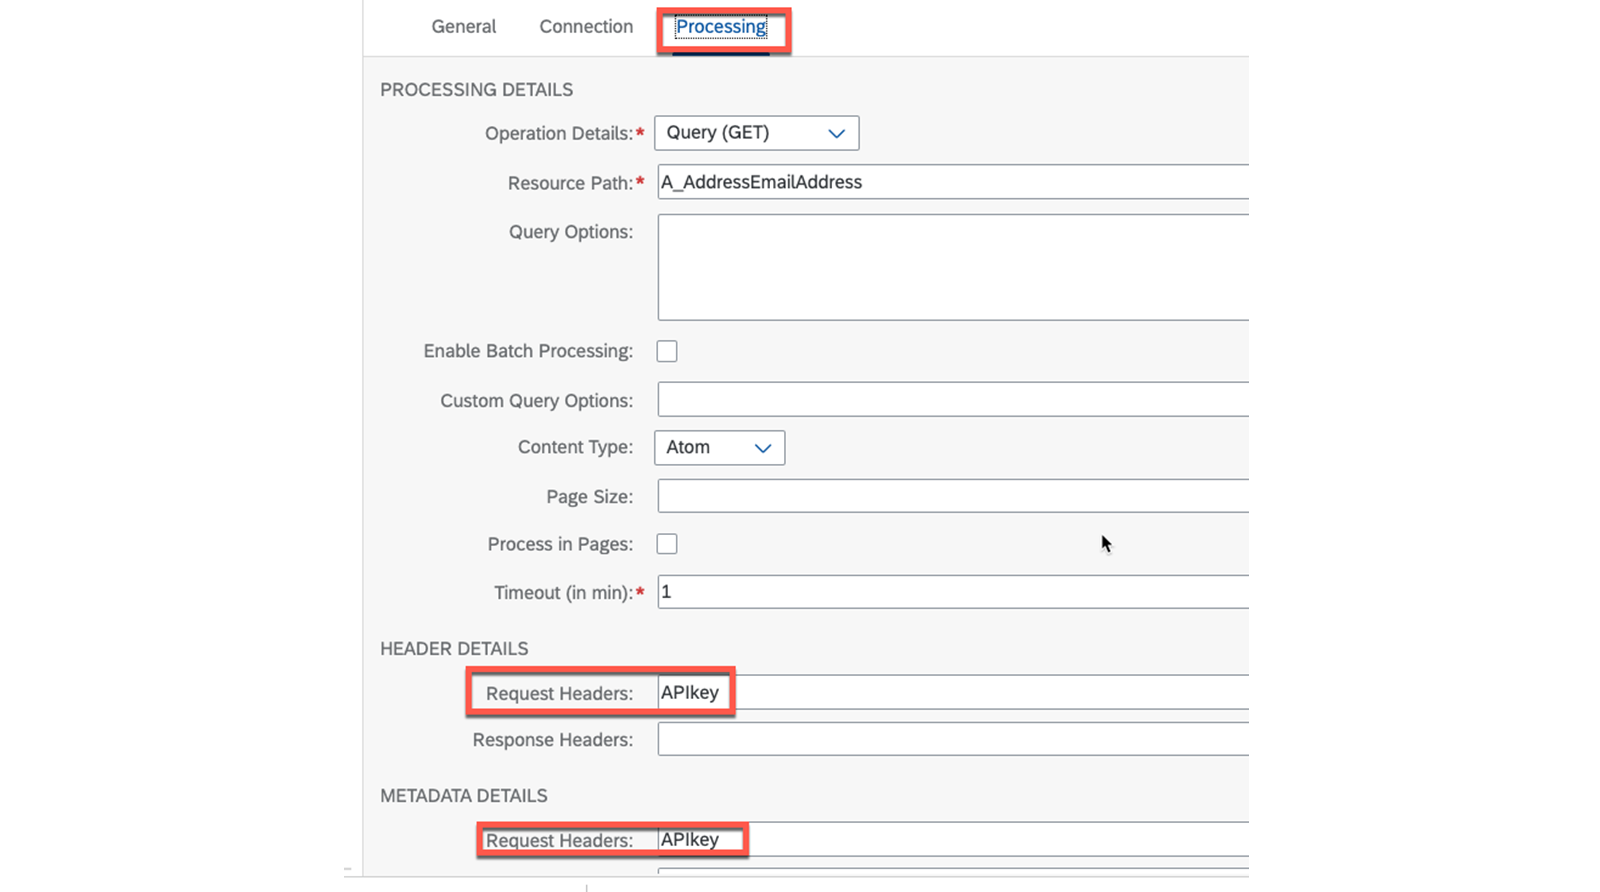 General Connection Processing
PROCESSING DETAILS
Operation Details:* Query (GET)
Resource Path:* A_AddressEmailAddress
Query Options:
Enable Batch Processing:
Custom Query Options:
Content Type: Atom
Page Size:
Process in Pages:
Timeout (in min):* 1
HEADER DETAILS
Request Headers: APIkey
Response Headers:
METADATA DETAILS
Request Headers: APIkey